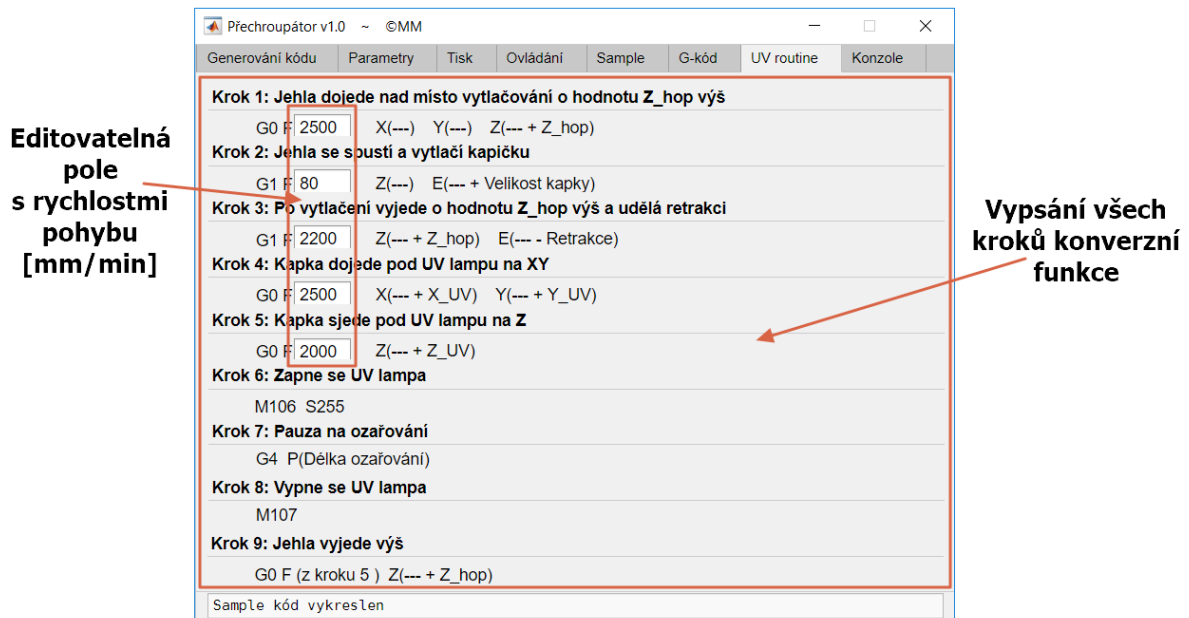 Přechroupátor v1.0 ~ ©MM
Generování kódu Parametry Tisk Ovládání Sample G-kód UV routine Konzole
Krok 1: Jehla dojede nad místo vytlačování o hodnotu Z_hop výš
G0 F 2500 X(---) Y(---) Z(--- + Z_hop)
Krok 2: Jehla se spustí a vytlačí kapičku
G1 F 80 Z(---) E(--- + Velikost kapky)
Krok 3: Po vytlačení vyjede o hodnotu Z_hop výš a udělá retrakci
G1 F 2200 Z(--- + Z_hop) E(--- - Retrakce)
Krok 4: Kapka dojede pod UV lampu na XY
G0 F 2500 X(--- + X_UV) Y(--- + Y_UV)
Krok 5: Kapka sjede pod UV lampu na Z
G0 F 2000 Z(--- + Z_UV)
Krok 6: Zapne se UV lampa
M106 S255
Krok 7: Pauza na ozařování
G4 P(Délka ozařování)
Krok 8: Vypne se UV lampa
M107
Krok 9: Jehla vyjede výš
G0 F (z kroku 5 ) Z(--- + Z_hop)
Sample kód vykreslen
Editovatelná
pole
s rychlostmi
pohybu
[mm/min]
Vypsání všech
kroků konverzní
funkce